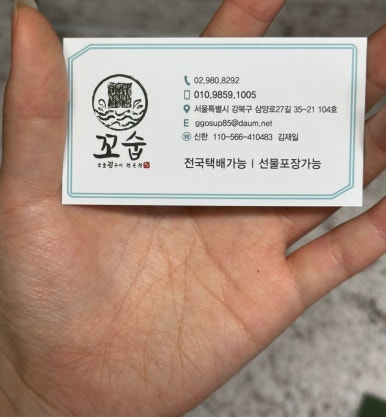 꼬숩
02.980.8292
010.9859.1005
서울특별시 강북구 삼양로27길 35-21 104호
E ggosup85@daum.net
W 신한 110-566-410483 김재일
전국택배가능 | 선물포장가능